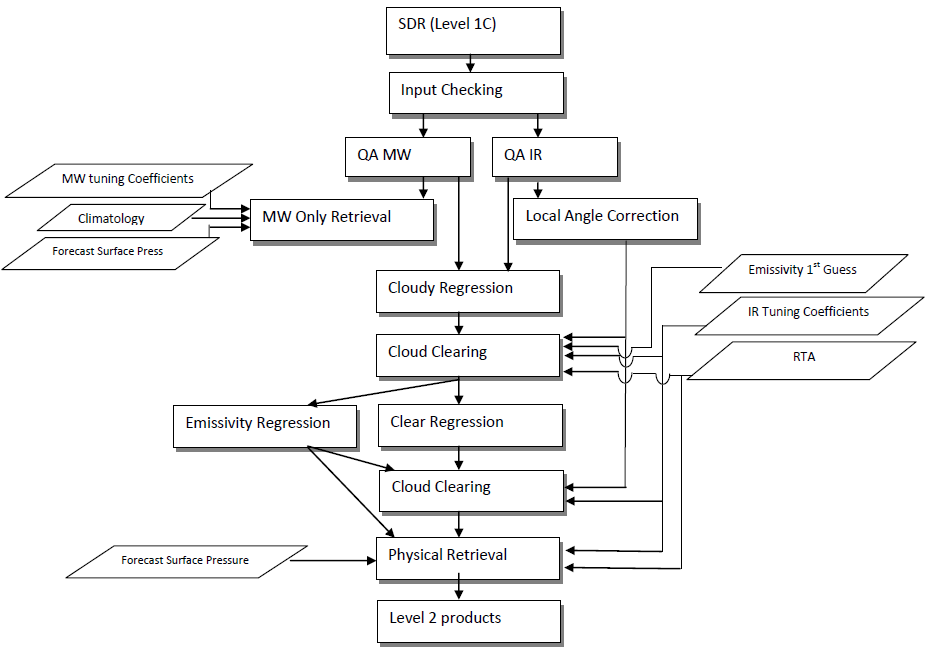 SDR (Level 1C)
Input Checking
QA MW
QA IR
MW tuning Coefficients
Climatology
Forecast Surface Press
MW Only Retrieval
Local Angle Correction
Emissivity 1st Guess
IR Tuning Coefficients
RTA
Cloudy Regression
Cloud Clearing
Emissivity Regression
Clear Regression
Cloud Clearing
Forecast Surface Pressure
Physical Retrieval
Level 2 products